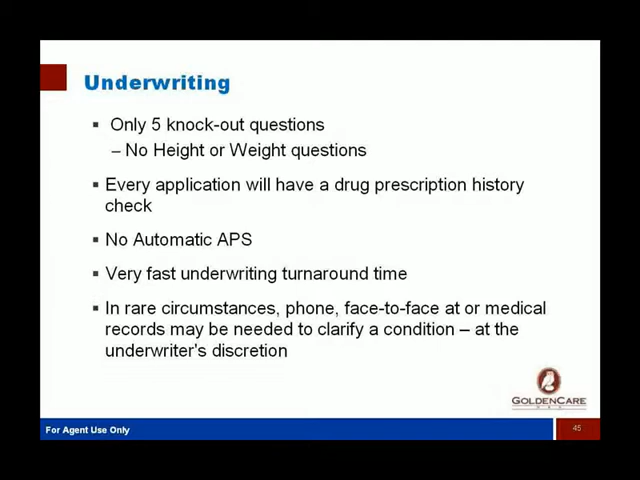 Underwriting
▪ Only 5 knock-out questions
– No Height or Weight questions
▪ Every application will have a drug prescription history
check
▪ No Automatic APS
▪ Very fast underwriting turnaround time
▪ In rare circumstances, phone, face-to-face at or medical
records may be needed to clarify a condition – at the
underwriter's discretion
GOLDENCARE
USA
For Agent Use Only
45